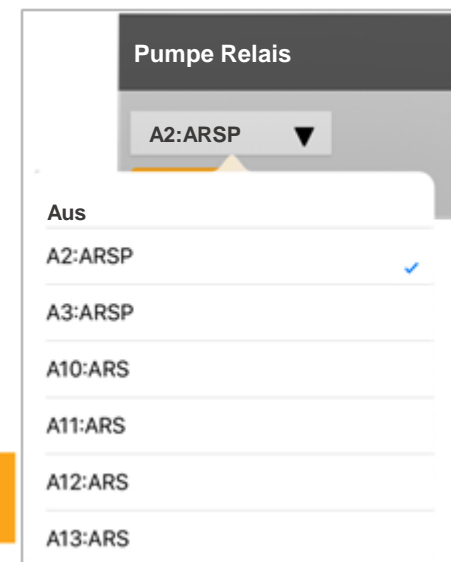 Pumpe Relais
A2:ARSP ▼
Aus
A2:ARSP
A3:ARSP
A10:ARS
A11:ARS
A12:ARS
A13:ARS